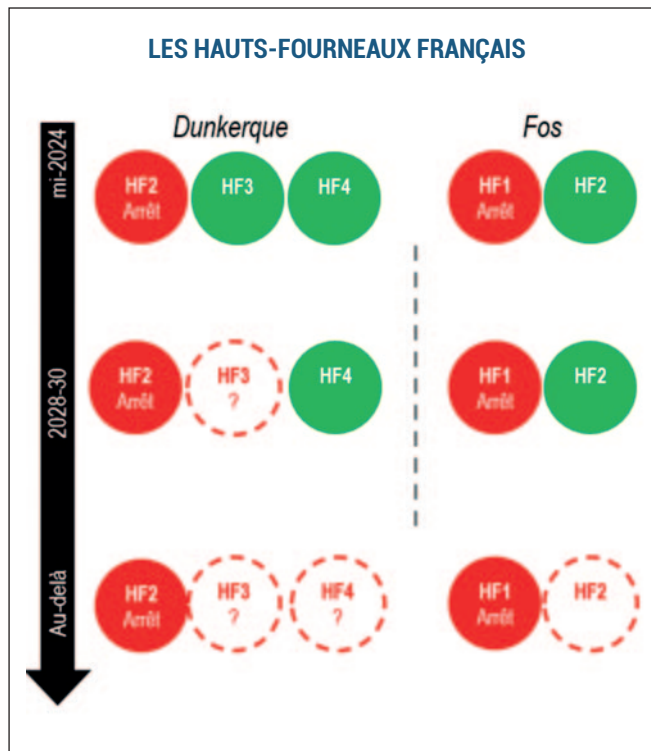 LES HAUTS-FOURNEAUX FRANÇAIS
Dunkerque
Fos
mi-2024
HF2
Arrêt
HF3
HF4
HF1
Arrêt
HF2
2028-30
HF2
Arrêt
HF3
?
HF4
HF1
Arrêt
HF2
Au-delà
HF2
Arrêt
HF3
?
HF4
?
HF1
Arrêt
HF2